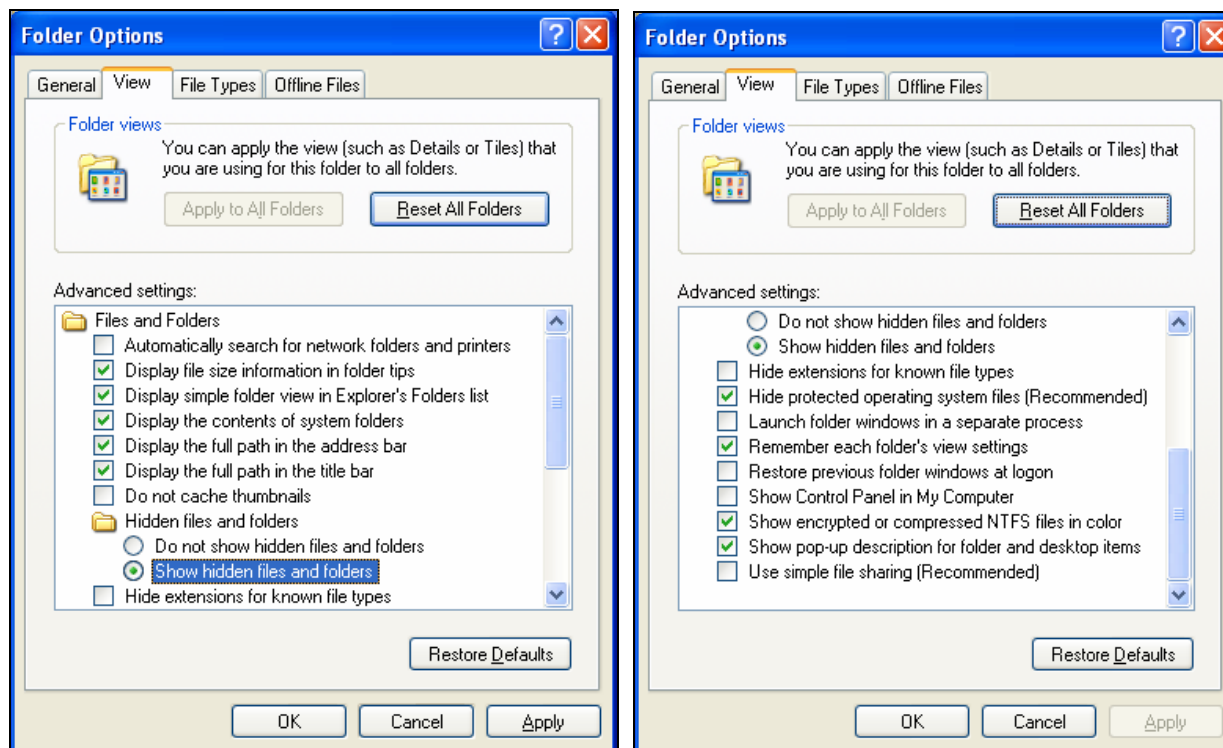 Folder Options
General View File Types Offline Files
Folder views
You can apply the view (such as Details or Tiles) that
you are using for this folder to all folders.
Apply to All Folders Reset All Folders
Advanced settings:
Files and Folders
Automatically search for network folders and printers
Display file size information in folder tips
Display simple folder view in Explorer's Folders list
Display the contents of system folders
Display the full path in the address bar
Display the full path in the title bar
Do not cache thumbnails
Hidden files and folders
Do not show hidden files and folders
Show hidden files and folders
Hide extensions for known file types
Restore Defaults
OK Cancel Apply
Folder Options
General View File Types Offline Files
Folder views
You can apply the view (such as Details or Tiles) that
you are using for this folder to all folders.
Apply to All Folders Reset All Folders
Advanced settings:
Do not show hidden files and folders
Show hidden files and folders
Hide extensions for known file types
Hide protected operating system files (Recommended)
Launch folder windows in a separate process
Remember each folder's view settings
Restore previous folder windows at logon
Show Control Panel in My Computer
Show encrypted or compressed NTFS files in color
Show pop-up description for folder and desktop items
Use simple file sharing (Recommended)
Restore Defaults
OK Cancel Apply